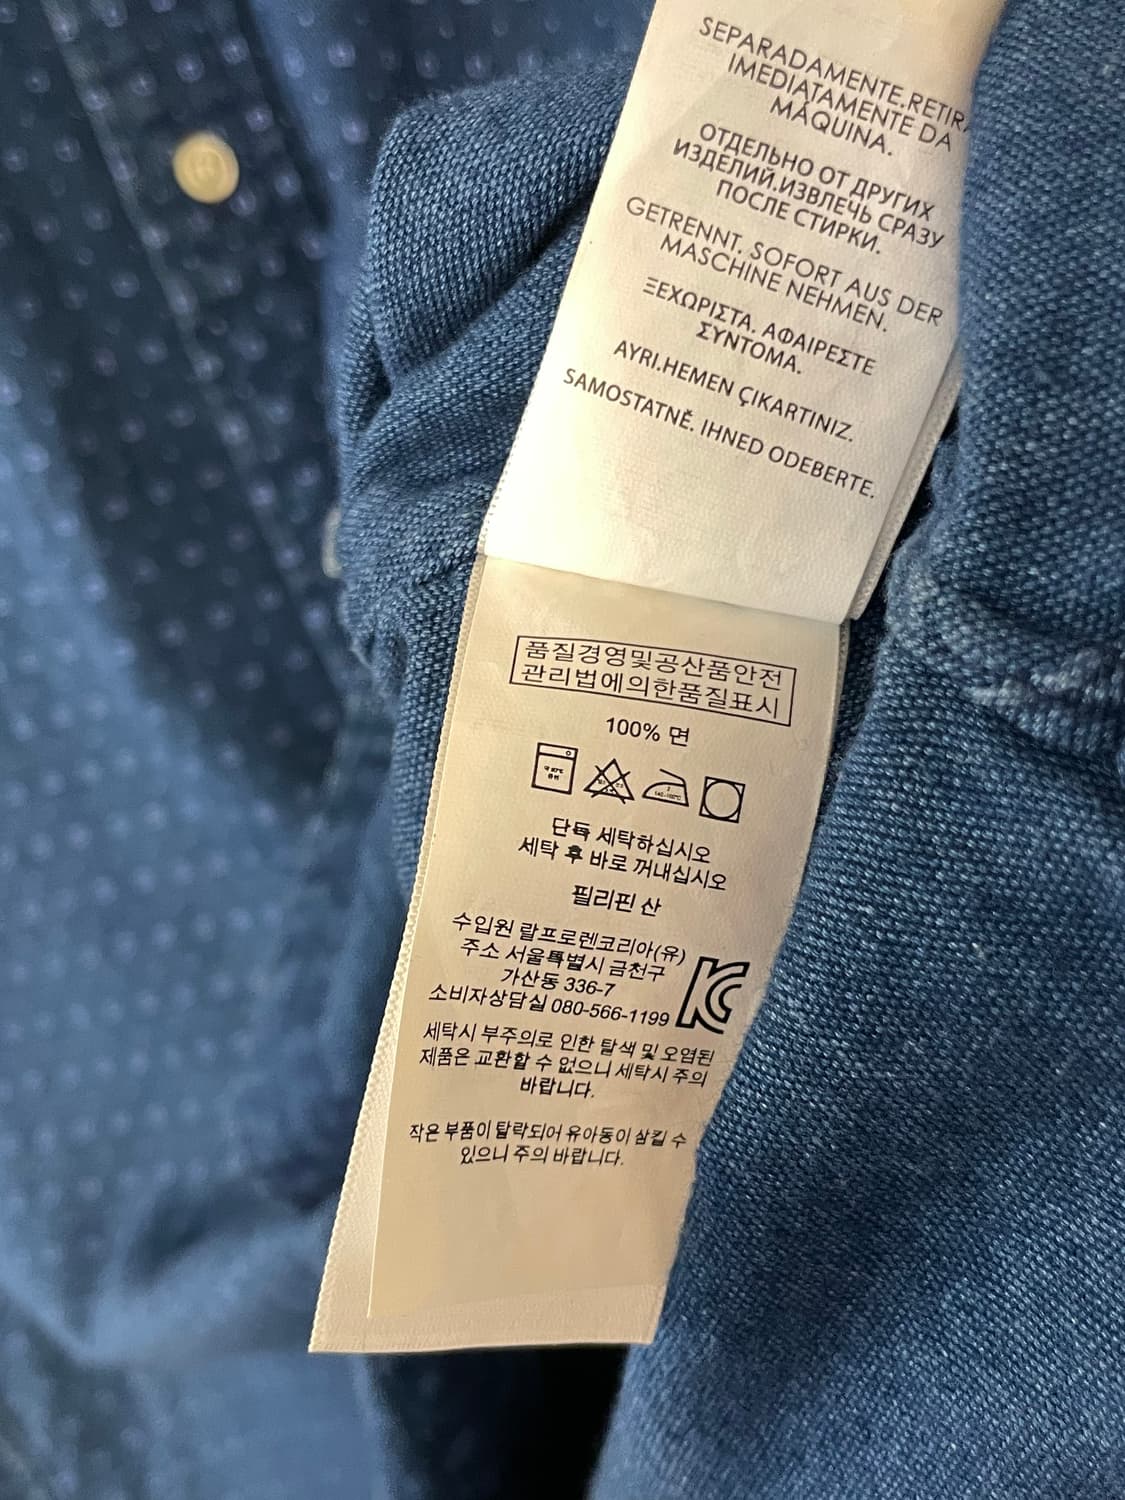 SEPARADAMENTE.RETIRA
IMEDIATAMENTE DA
MÁQUINA.
ОТДЕЛЬНО ОТ ДРУГИХ
ИЗДЕЛИЙ.ИЗВЛЕЧЬ СРАЗУ
ПОСЛЕ СТИРКИ.
GETRENNT. SOFORT AUS DER
MASCHINE NEHMEN.
ΞΕΧΩΡΙΣΤΑ. ΑΦΑΙΡΕΣΤΕ
ΣΥΝΤΟΜΑ.
AYRI.HEMEN ÇIKARTINIZ.
SAMOSTATNĚ. IHNED ODEBERTE.
품질경영및공산품안전
관리법에의한품질표시
100% 면
단독 세탁하십시오
세탁 후 바로 꺼내십시오
필리핀 산
수입원 랄프로렌코리아(유)
주소 서울특별시 금천구
가산동 336-7
소비자상담실 080-566-1199
세탁시 부주의로 인한 탈색 및 오염된
제품은 교환할 수 없으니 세탁시 주의
바랍니다.
작은 부품이 탈락되어 유아동이 삼킬 수
있으니 주의 바랍니다.